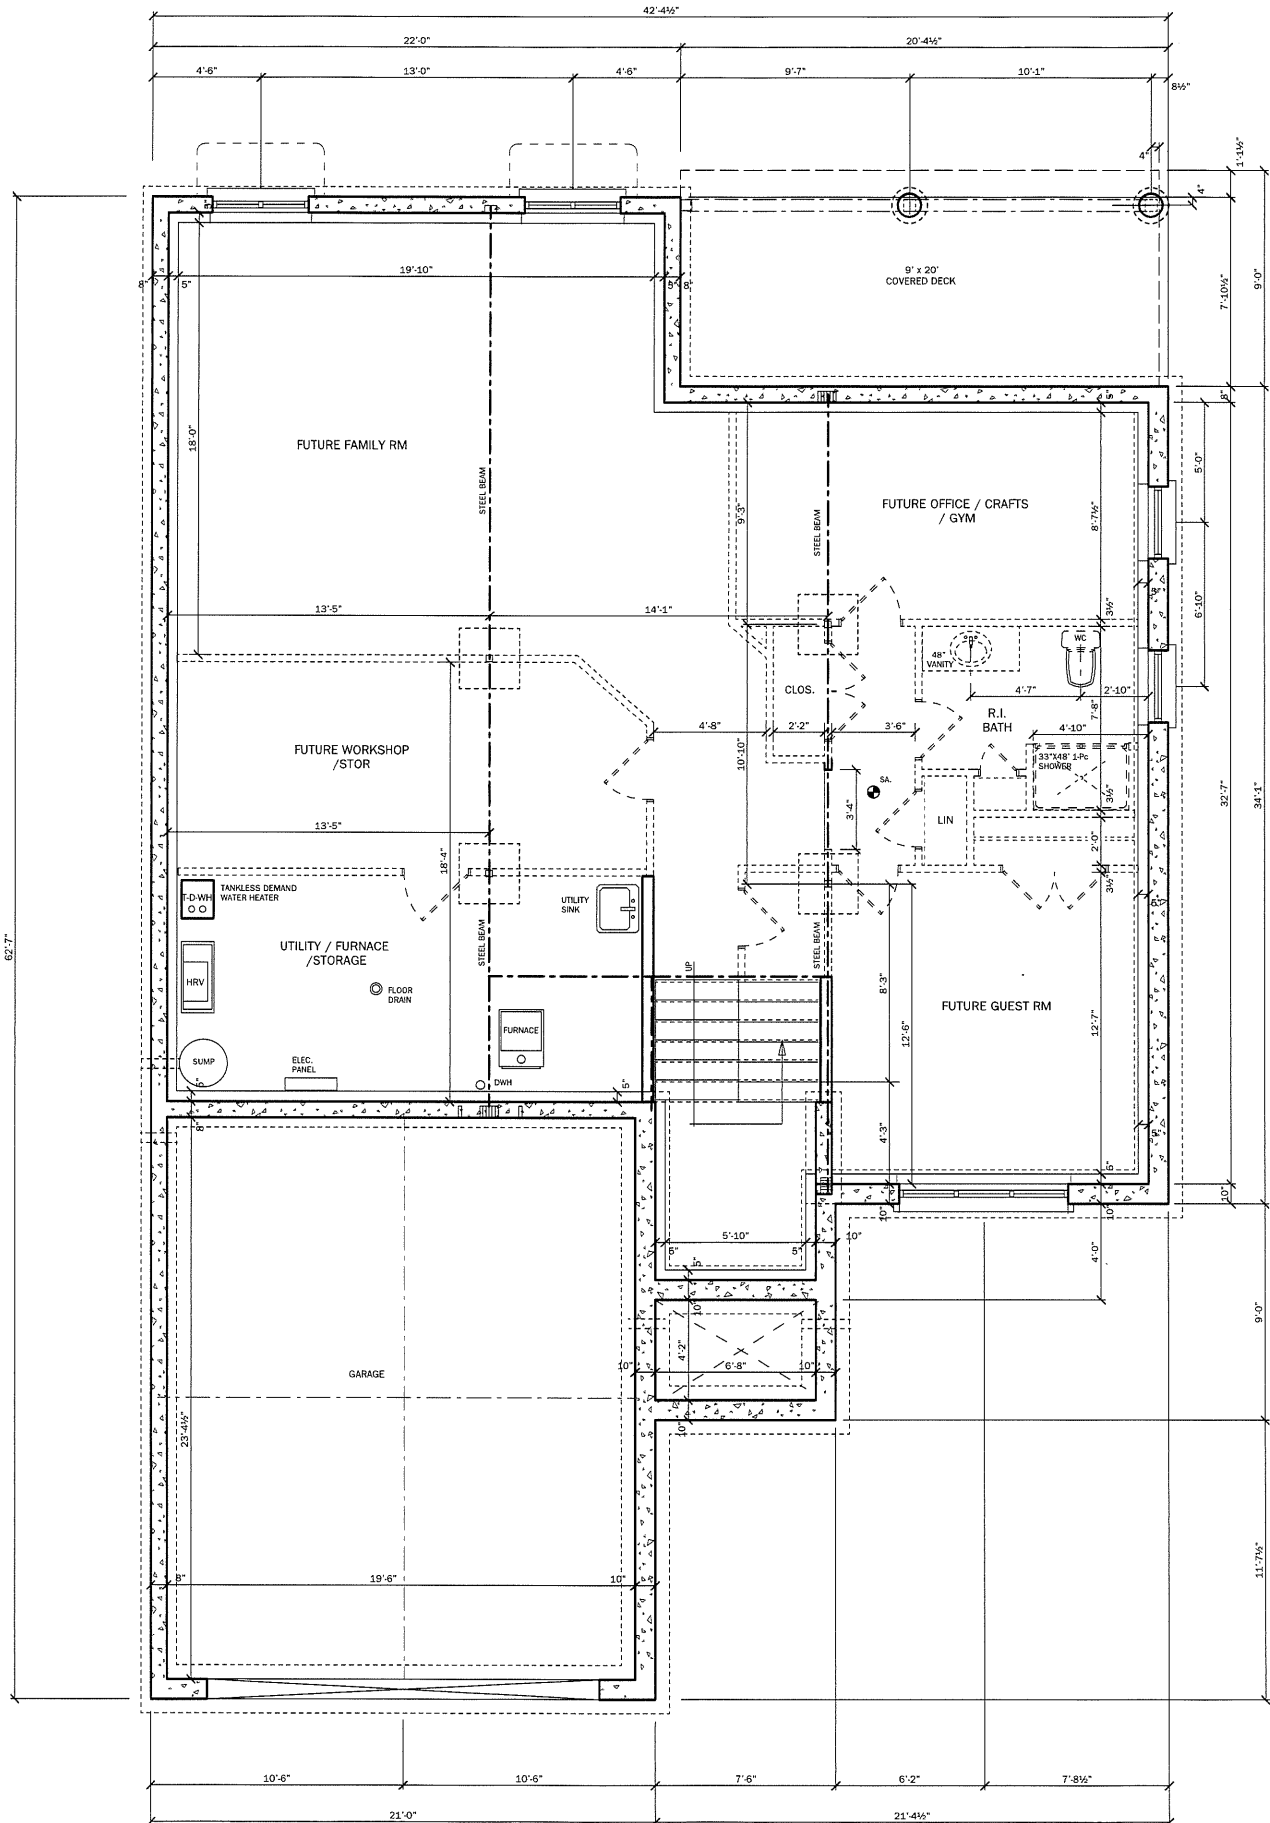 42'-4½"
22'-0"
20'-4½"
4'-6"
13'-0"
4'-6"
9'-7"
10'-1"
8½"
1'-1½"
4"
4"
9' x 20'
COVERED DECK
19'-10"
8"
5"
5"
8"
7'-10½"
9'-0"
8"
5"
18'-0"
FUTURE FAMILY RM
STEEL BEAM
STEEL BEAM
9'-3"
FUTURE OFFICE / CRAFTS
/ GYM
8'-7½"
5'-0"
13'-5"
14'-1"
3½"
5"
6'-10"
WC
48"
VANITY
CLOS.
4'-7"
2'-10"
R.I.
BATH
7'-8"
4'-8"
2'-2"
3'-6"
4'-10"
FUTURE WORKSHOP
/STOR
10'-10"
33"X48' 1-Pc
SHOWER
SA.
3½"
32'-7"
34'-1"
3'-4"
LIN
13'-5"
2'-0"
18'-4"
3½"
T-D-WH
TANKLESS DEMAND
WATER HEATER
UTILITY
SINK
5"
62'-7"
UTILITY / FURNACE
/STORAGE
STEEL BEAM
STEEL BEAM
UP
HRV
FLOOR
DRAIN
8'-3"
FUTURE GUEST RM
FURNACE
12'-6"
12'-7"
SUMP
ELEC.
PANEL
DWH
5"
5"
8"
4'-3"
5"
5"
10"
10"
10"
5'-10"
5"
5"
10"
5"
4'-0"
10"
4'-2"
9'-0"
GARAGE
10"
6'-8"
10"
10"
23'-4½"
11'-7½"
8"
19'-6"
10"
10'-6"
10'-6"
7'-6"
6'-2"
7'-8½"
21'-0"
21'-4½"